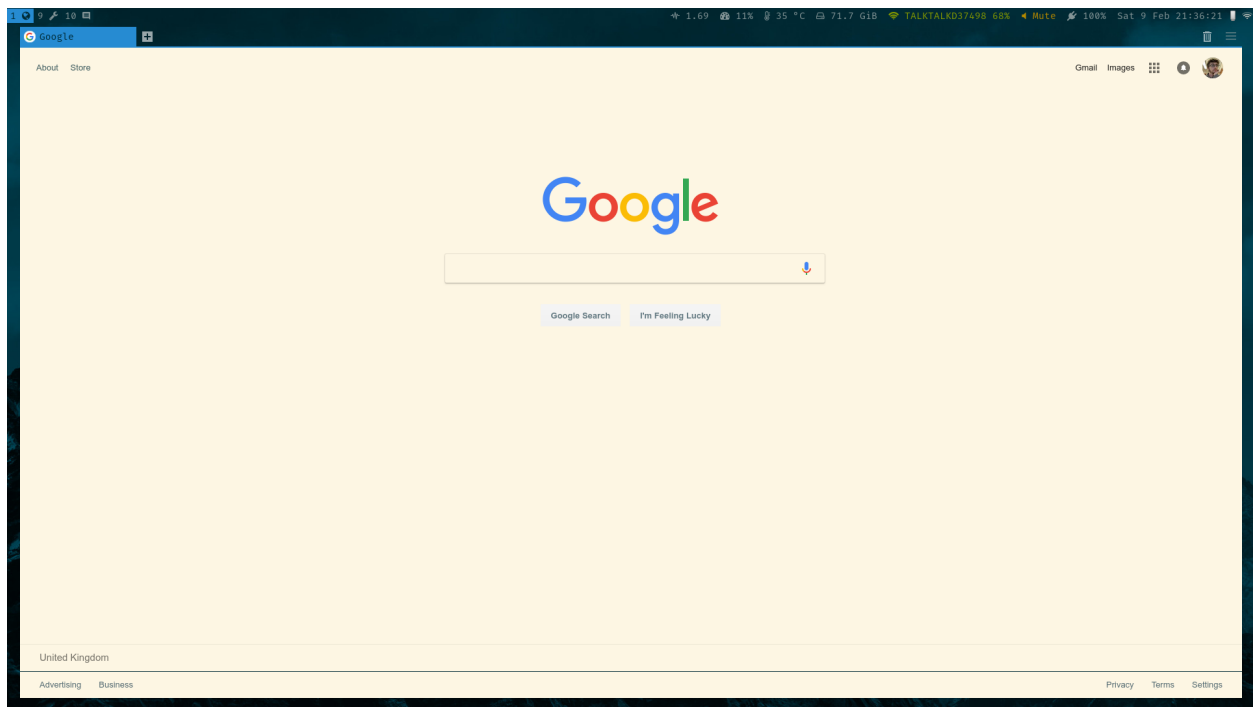 1 9 10 1.69 11% 35 °C 71.7 GiB TALKTALKD37498 68% Mute 100% Sat 9 Feb 21:36:21
Google
About Store Gmail Images
Google
Google Search I'm Feeling Lucky
United Kingdom
Advertising Business Privacy Terms Settings